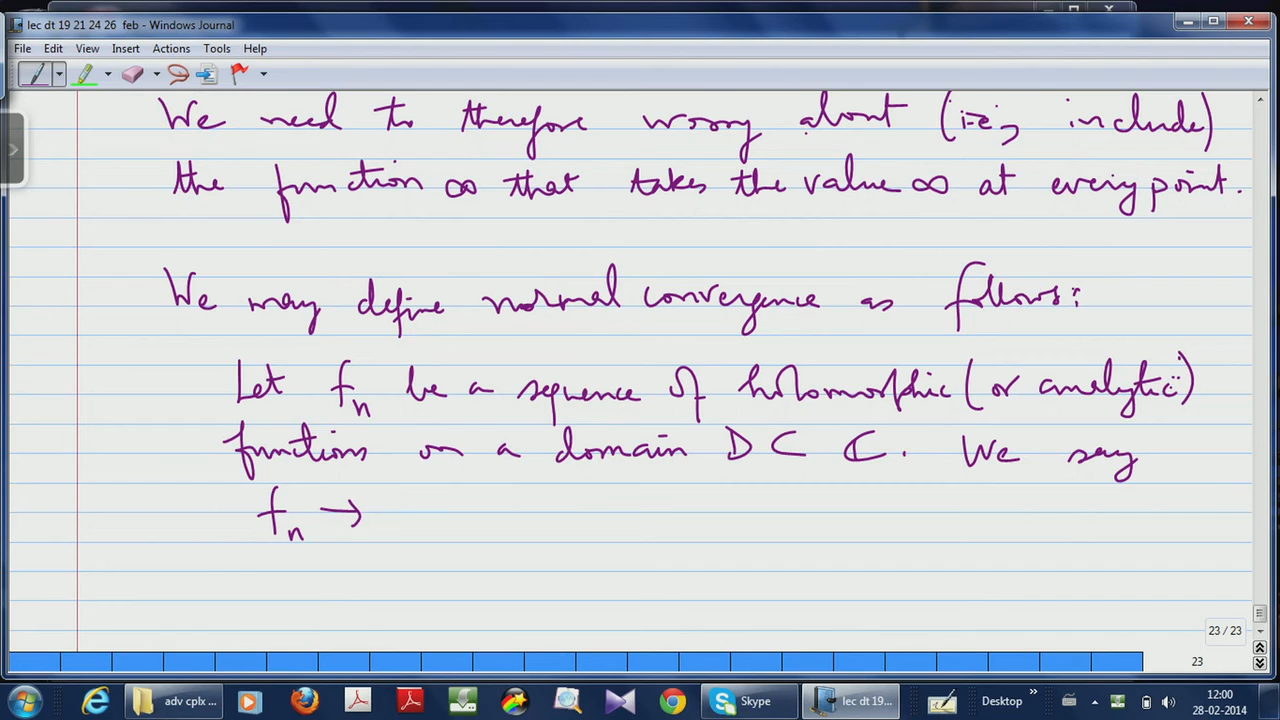 lec dt 19 21 24 26 feb - Windows Journal
File Edit View Insert Actions Tools Help
We need to therefore worry about (i-e, include)
the function ∞ that takes the value ∞ at every point.
We may define normal convergence as follows:
Let fₙ be a sequence of holomorphic (or analytic)
functions on a domain D ⊂ ℂ. We say
fₙ →
23 / 23
23
adv cplx ... Skype lec dt 19... Desktop » 12:00
28-02-2014